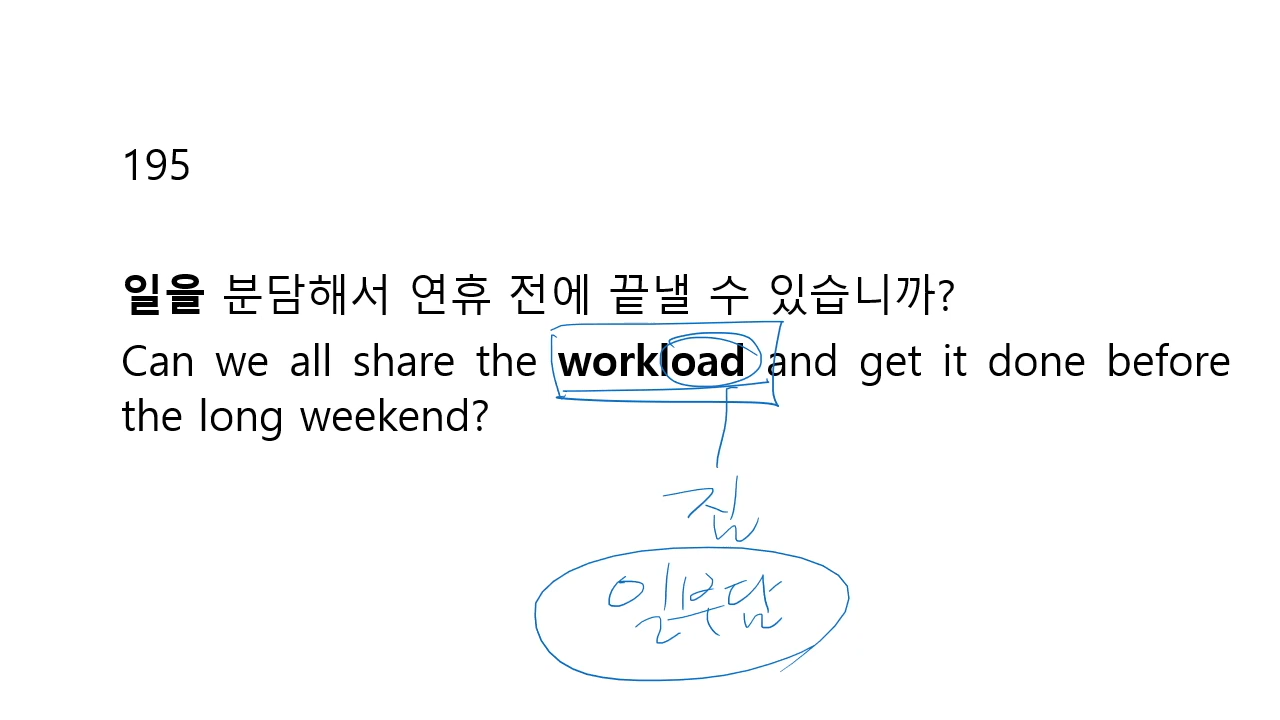 195
일을 분담해서 연휴 전에 끝낼 수 있습니까?
Can we all share the workload and get it done before
the long weekend?
짐
일부담